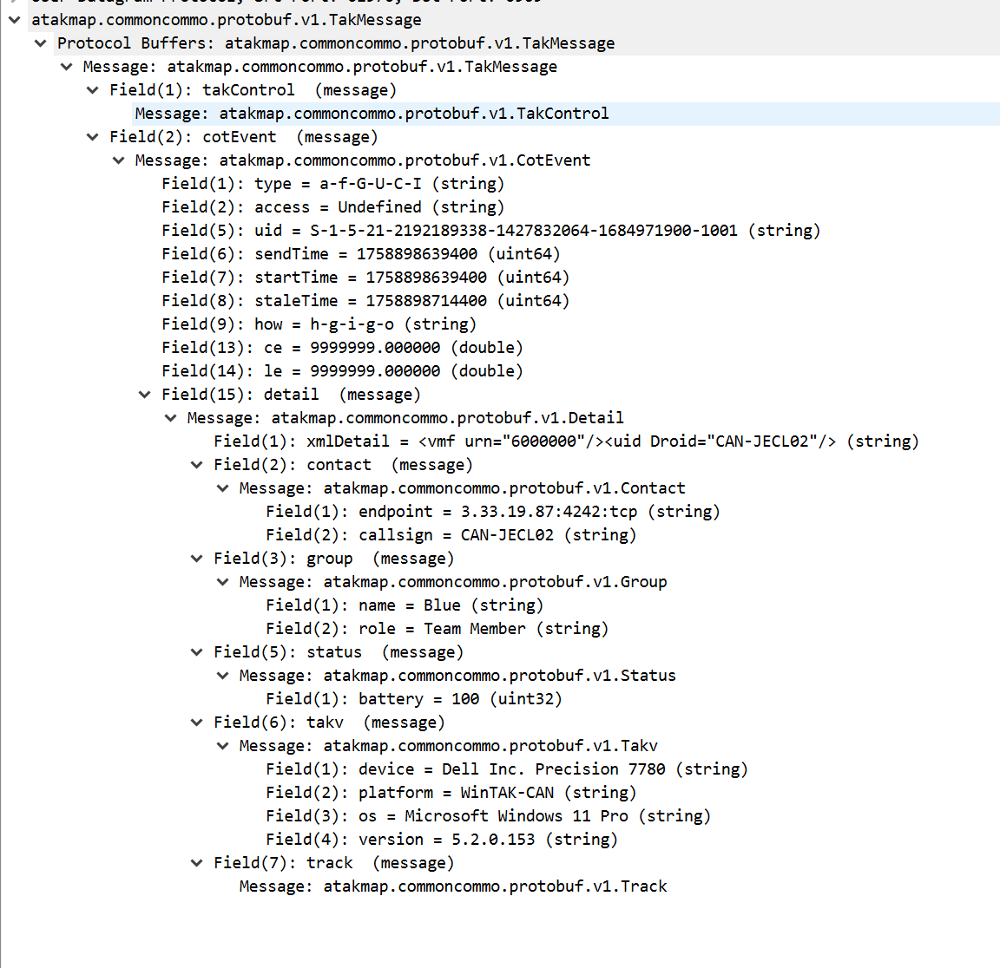 atakmap.commoncommo.protobuf.v1.TakMessage
Protocol Buffers: atakmap.commoncommo.protobuf.v1.TakMessage
Message: atakmap.commoncommo.protobuf.v1.TakMessage
Field(1): takControl (message)
Message: atakmap.commoncommo.protobuf.v1.TakControl
Field(2): cotEvent (message)
Message: atakmap.commoncommo.protobuf.v1.CotEvent
Field(1): type = a-f-G-U-C-I (string)
Field(2): access = Undefined (string)
Field(5): uid = S-1-5-21-2192189338-1427832064-1684971900-1001 (string)
Field(6): sendTime = 1758898639400 (uint64)
Field(7): startTime = 1758898639400 (uint64)
Field(8): staleTime = 1758898714400 (uint64)
Field(9): how = h-g-i-g-o (string)
Field(13): ce = 9999999.000000 (double)
Field(14): le = 9999999.000000 (double)
Field(15): detail (message)
Message: atakmap.commoncommo.protobuf.v1.Detail
Field(1): xmlDetail = <vmf urn="6000000"/><uid Droid="CAN-JECL02"/> (string)
Field(2): contact (message)
Message: atakmap.commoncommo.protobuf.v1.Contact
Field(1): endpoint = 3.33.19.87:4242:tcp (string)
Field(2): callsign = CAN-JECL02 (string)
Field(3): group (message)
Message: atakmap.commoncommo.protobuf.v1.Group
Field(1): name = Blue (string)
Field(2): role = Team Member (string)
Field(5): status (message)
Message: atakmap.commoncommo.protobuf.v1.Status
Field(1): battery = 100 (uint32)
Field(6): takv (message)
Message: atakmap.commoncommo.protobuf.v1.Takv
Field(1): device = Dell Inc. Precision 7780 (string)
Field(2): platform = WinTAK-CAN (string)
Field(3): os = Microsoft Windows 11 Pro (string)
Field(4): version = 5.2.0.153 (string)
Field(7): track (message)
Message: atakmap.commoncommo.protobuf.v1.Track